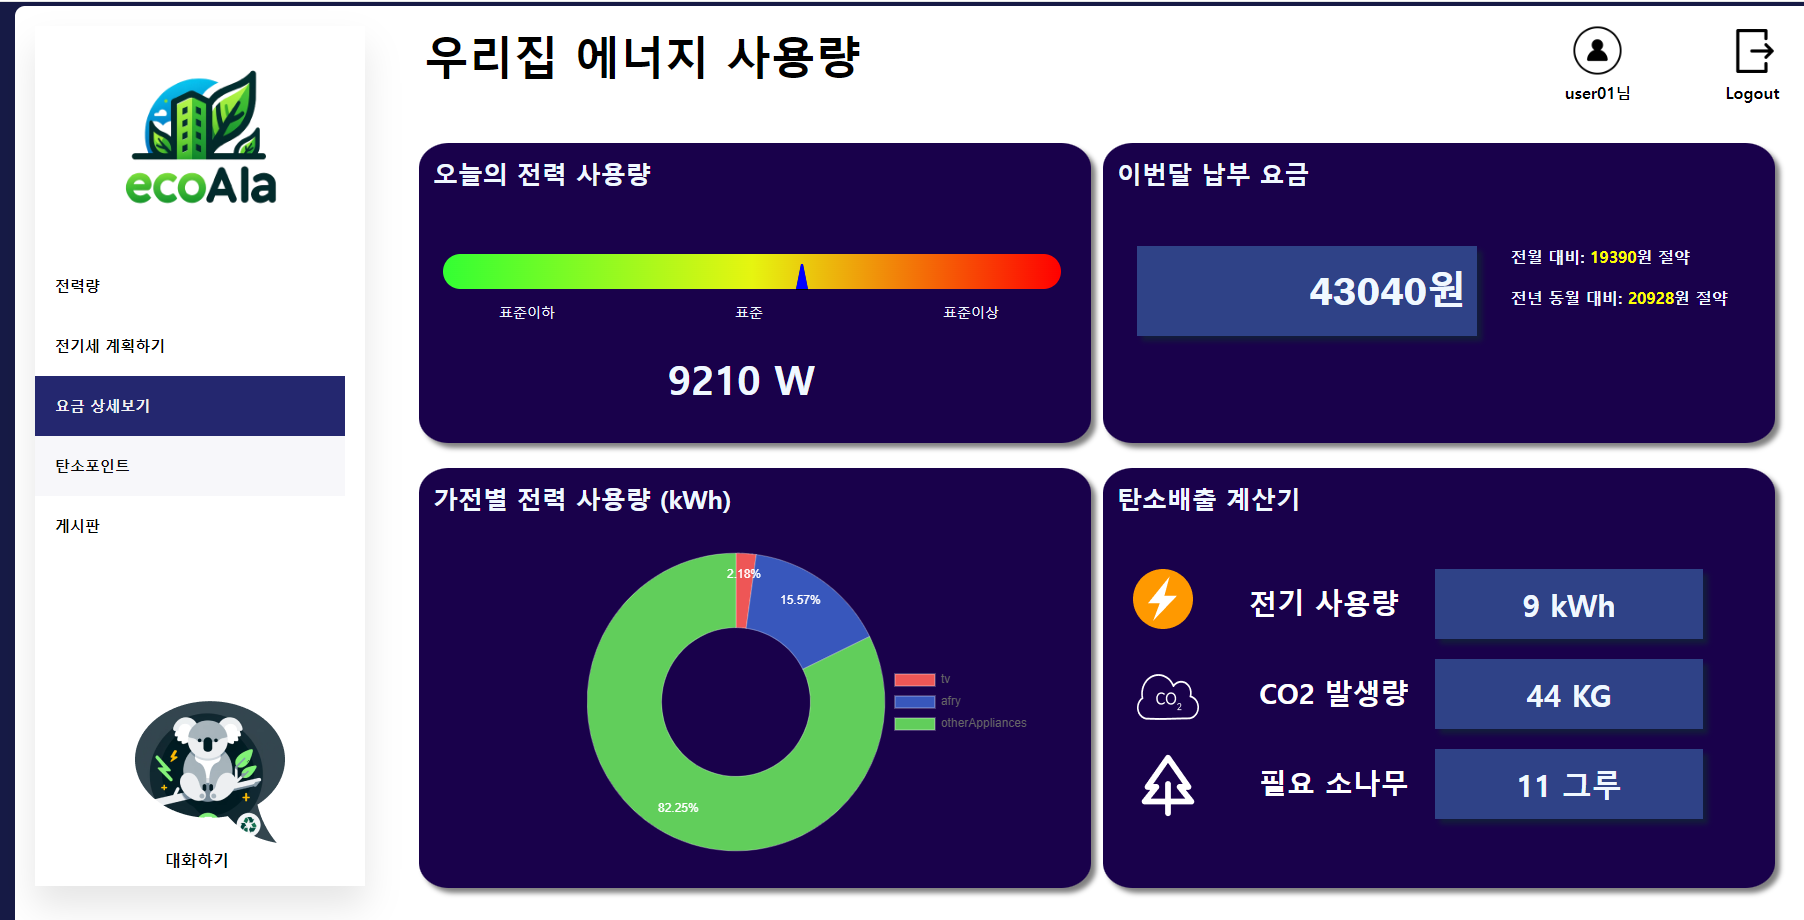 우리집 에너지 사용량
user01님
Logout
ecoAla
전력량
전기세 계획하기
요금 상세보기
탄소포인트
게시판
대화하기
오늘의 전력 사용량
표준이하
표준
표준이상
9210 W
이번달 납부 요금
43040원
전월 대비: 19390원 절약
전년 동월 대비: 20928원 절약
가전별 전력 사용량 (kWh)
2.18%
15.57%
82.25%
tv
afry
otherAppliances
탄소배출 계산기
전기 사용량
9 kWh
CO2
CO2 발생량
44 KG
필요 소나무
11 그루